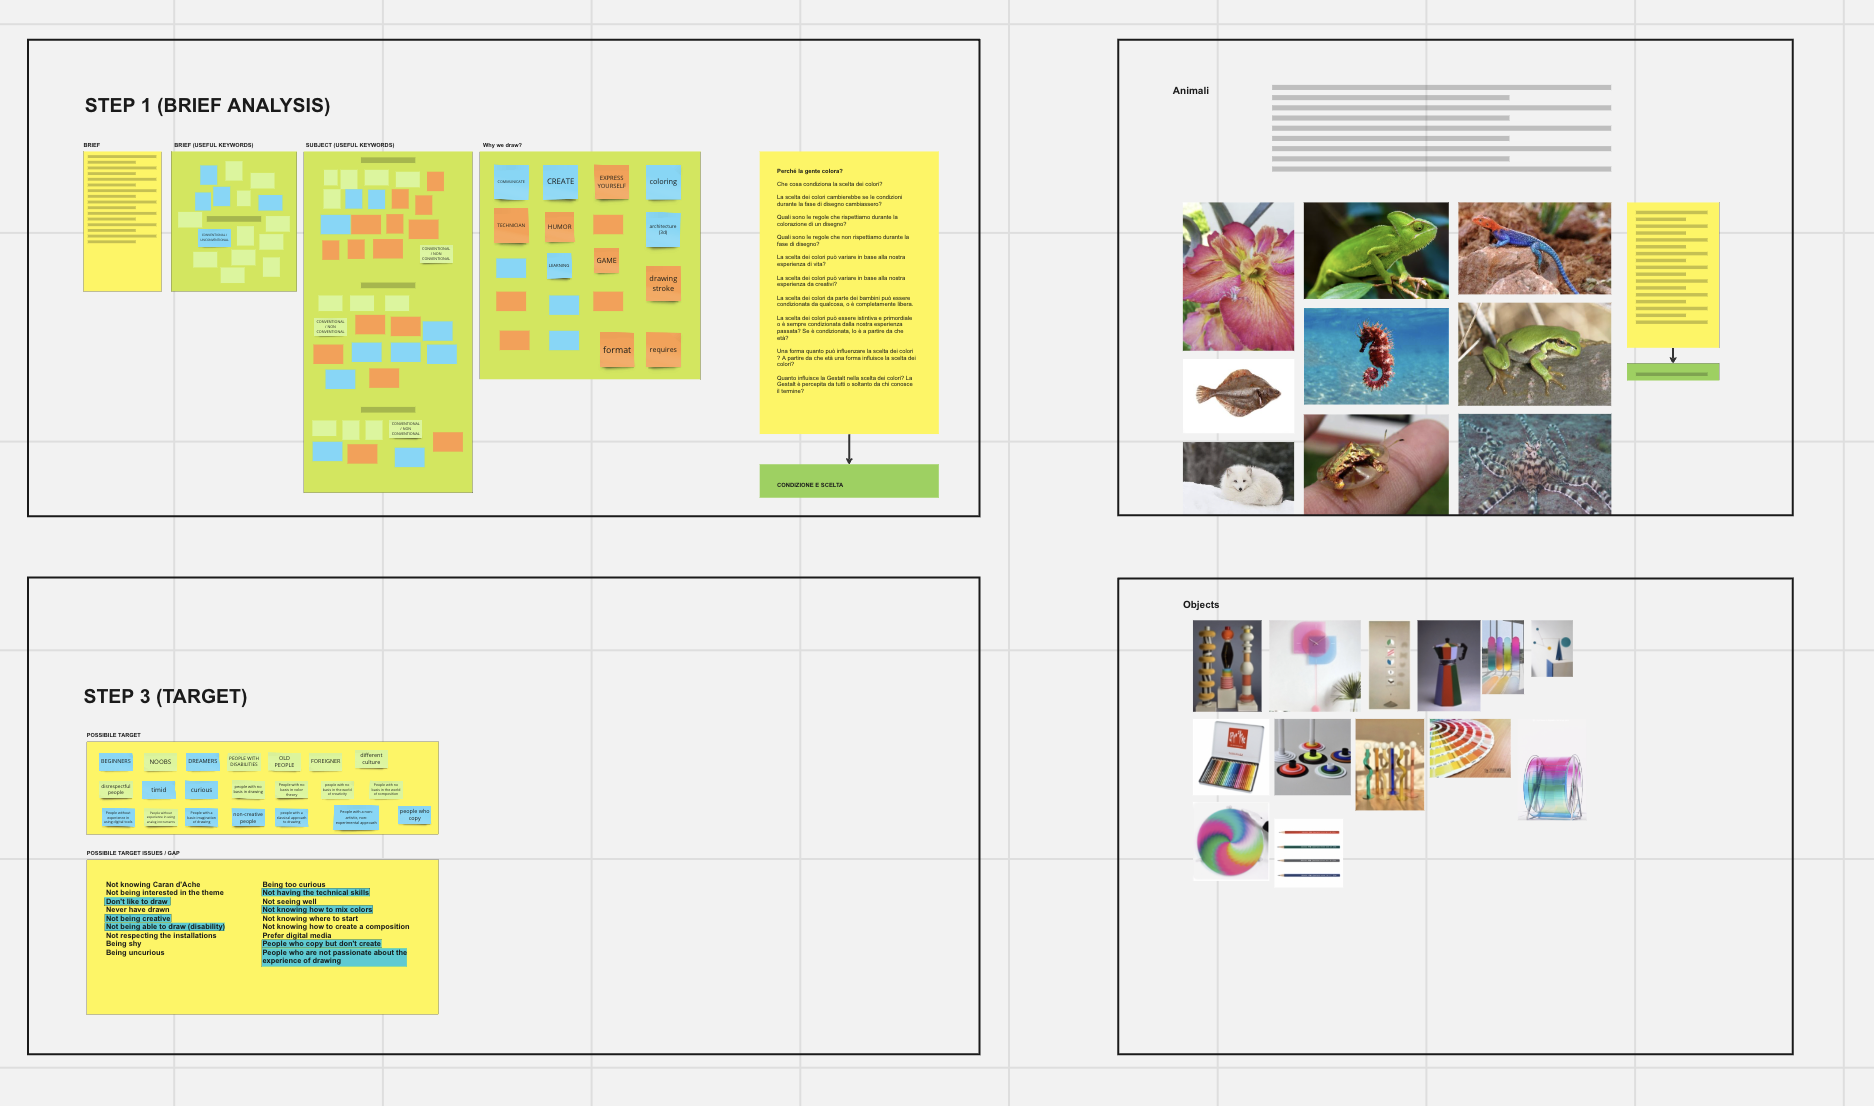 STEP 1 (BRIEF ANALYSIS)
BRIEF
BRIEF (USEFUL KEYWORDS)
CONVENTIONAL /
UNCONVENTIONAL
SUBJECT (USEFUL KEYWORDS)
CONVENTIONAL
/ NON
CONVENTIONAL
CONVENTIONAL
/ NON
CONVENTIONAL
CONVENTIONAL
/ NON
CONVENTIONAL
Why we draw?
COMMUNICATE
CREATE
EXPRESS
YOURSELF
coloring
TECHNICIAN
HUMOR
architecture
(3d)
LEARNING
GAME
drawing
stroke
format
requires
Perché la gente colora?
Che cosa condiziona la scelta dei colori?
La scelta dei colori cambierebbe se le condizioni
durante la fase di disegno cambiassero?
Quali sono le regole che rispettiamo durante la
colorazione di un disegno?
Quali sono le regole che non rispettiamo durante la
fase di disegno?
La scelta dei colori può variare in base alla nostra
esperienza di vita?
La scelta dei colori può variare in base alla nostra
esperienza da creativi?
La scelta dei colori da parte dei bambini può essere
condizionata da qualcosa, o è completamente libera.
La scelta dei colori può essere istintiva e primordiale
o è sempre condizionata dalla nostra esperienza
passata? Se è condizionata, lo è a partire da che
età?
Una forma quanto può influenzare la scelta dei colori
? A partire da che età una forma influisce la scelta dei
colori?
Quanto influisce la Gestalt nella scelta dei colori? La
Gestalt è percepita da tutti o soltanto da chi conosce
il termine?
CONDIZIONE E SCELTA
Animali
STEP 3 (TARGET)
POSSIBILE TARGET
BEGINNERS
NOOBS
DREAMERS
PEOPLE WITH
DISABILITIES
OLD
PEOPLE
FOREIGNER
different
culture
disrespectful
people
timid
curious
people with no
basis in drawing
People with no
basis in color
theory
people with no
basis in the world
of creativity
People with no
basis in the world
of composition
People without
experience in
using digital tools
People without
experience in using
analog
People with a
basic imagination
of drawing
non-creative
people
people with a
classical approach
to drawing
People with a non-
artistic, non-
experimental approach
people who
copy
POSSIBILE TARGET ISSUES / GAP
Not knowing Caran d'Ache
Not being interested in the theme
Don't like to draw
Never have drawn
Not being creative
Not being able to draw (disability)
Not respecting the installations
Being shy
Being uncurious
Being too curious
Not having the technical skills
Not seeing well
Not knowing how to mix colors
Not knowing where to start
Not knowing how to create a composition
Prefer digital media
People who copy but don't create
People who are not passionate about the
experience of drawing
Objects